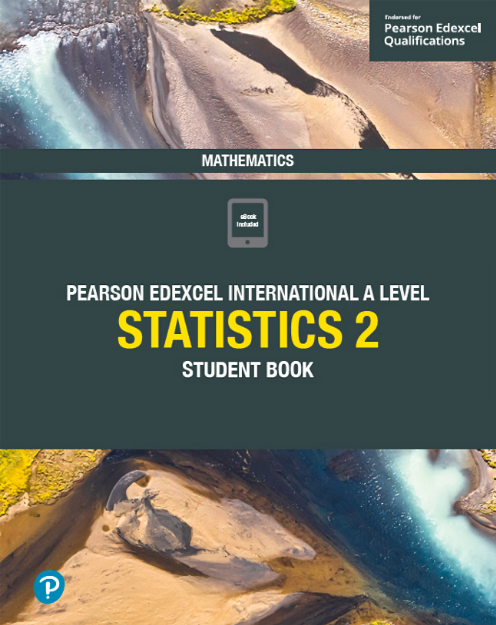 Endorsed for
Pearson Edexcel
Qualifications
MATHEMATICS
eBook
included
PEARSON EDEXCEL INTERNATIONAL A LEVEL
STATISTICS 2
STUDENT BOOK
P